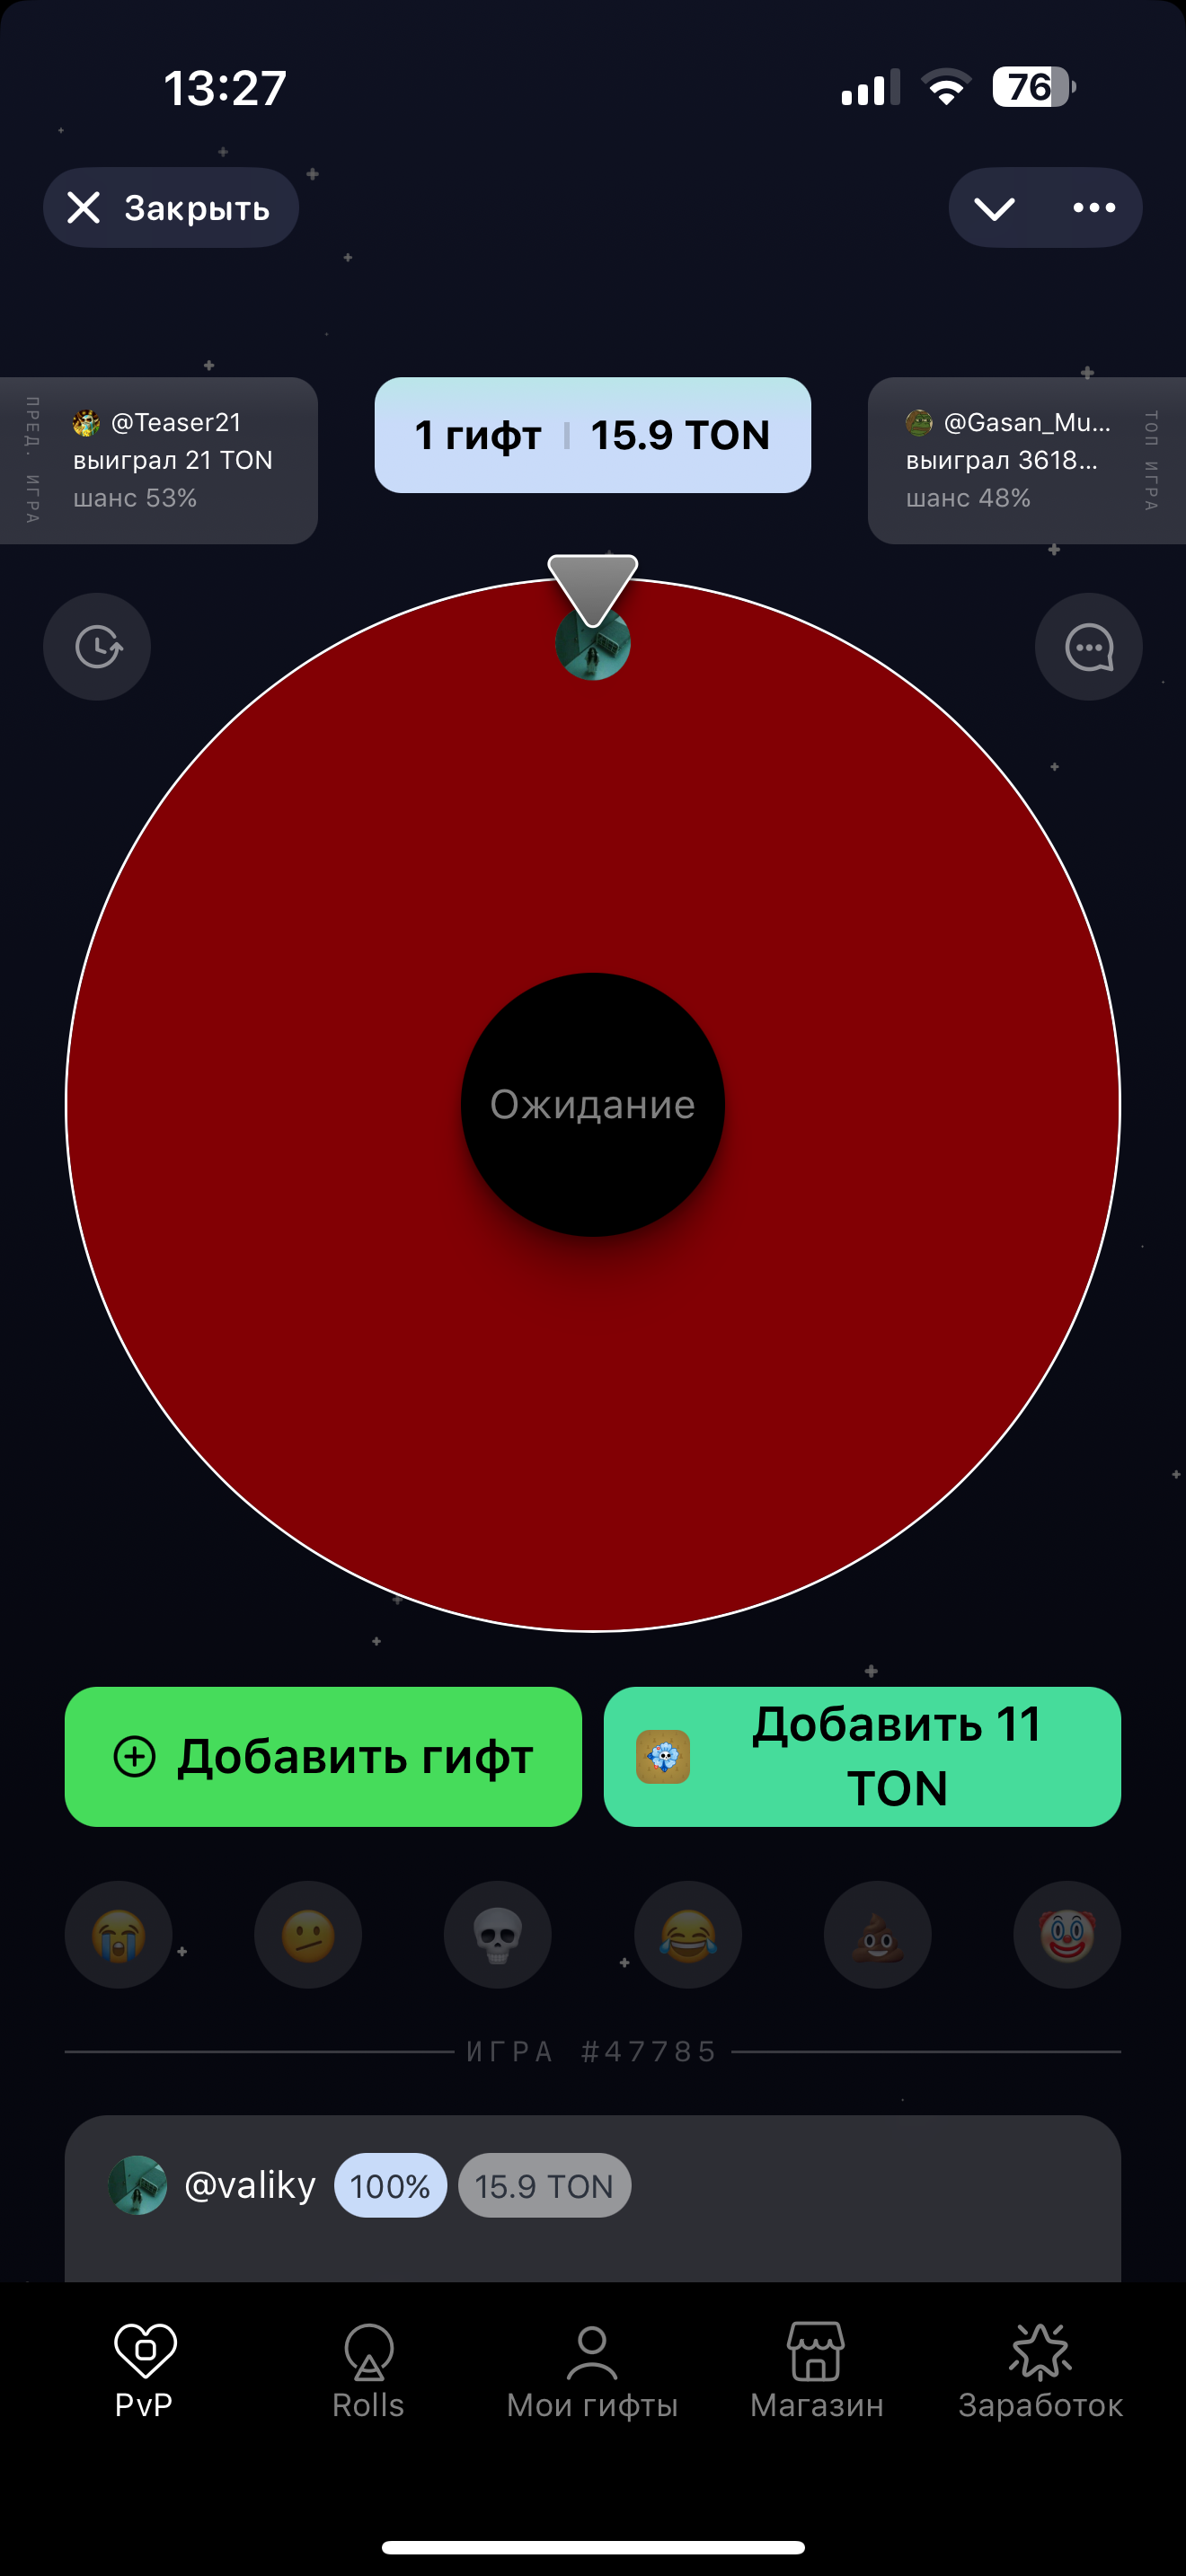 13:27
76
Закрыть
ПРЕД. ИГРА
@Teaser21
выиграл 21 TON
шанс 53%
1 гифт | 15.9 TON
@Gasan_Mu...
выиграл 3618...
шанс 48%
ТОП ИГРА
Ожидание
Добавить гифт
Добавить 11
TON
ИГРА #47785
@valiky 100% 15.9 TON
PvP
Rolls
Мои гифты
Магазин
Заработок